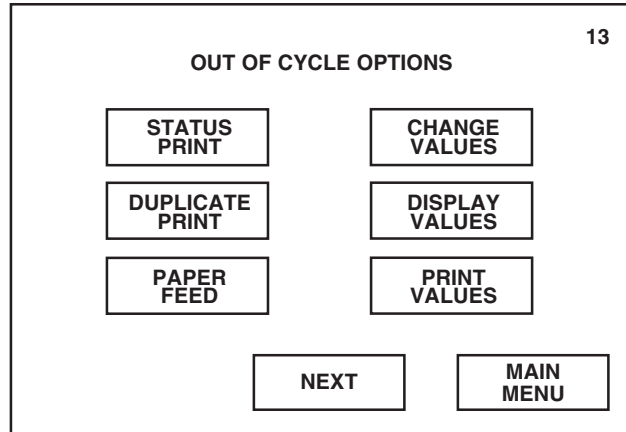 13
OUT OF CYCLE OPTIONS
STATUS
PRINT
CHANGE
VALUES
DUPLICATE
PRINT
DISPLAY
VALUES
PAPER
FEED
PRINT
VALUES
NEXT
MAIN
MENU